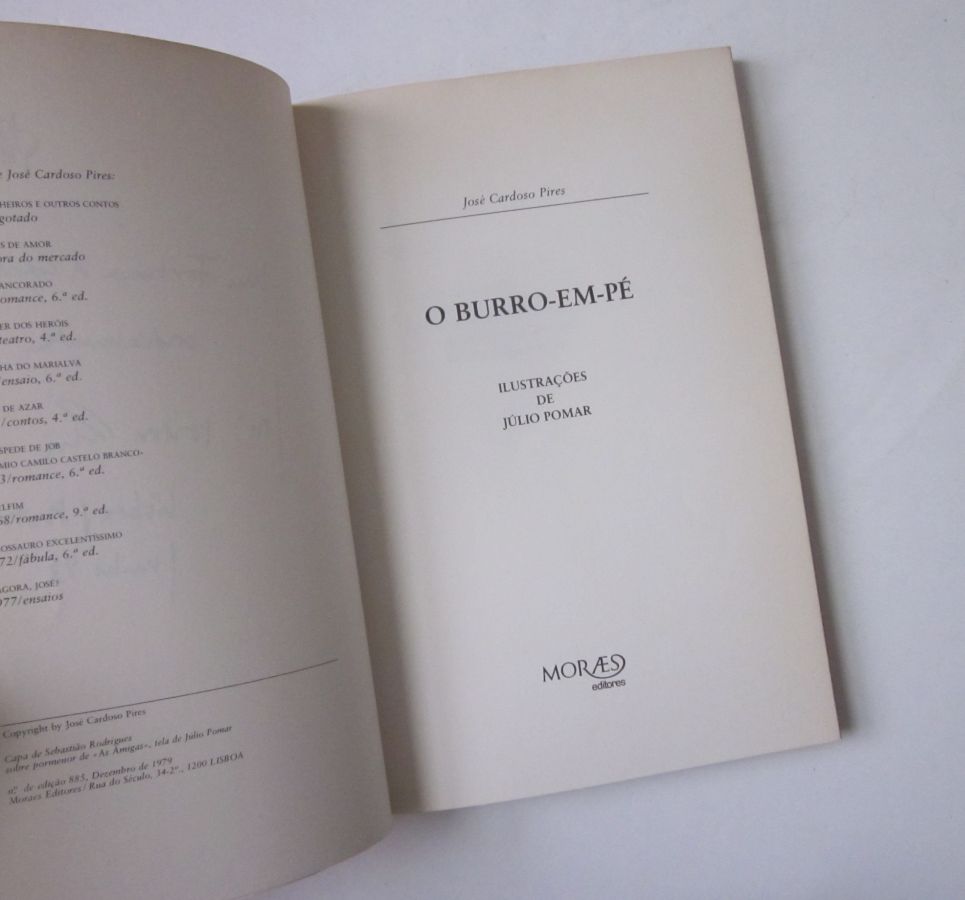 José Cardoso Pires:
HEIROS E OUTROS CONTOS
gotado
S DE AMOR
ora do mercado
ANCORADO
omance, 6.ª ed.
ER DOS HERÓIS
teatro, 4.ª ed.
HA DO MARIALVA
/ensaio, 6.ª ed.
DE AZAR
/contos, 4.ª ed.
SPEDE DE JOB
MIO CAMILO CASTELO BRANCO-
3/romance, 6.ª ed.
ELFIM
68/romance, 9.ª ed.
OSSAURO EXCELENTÍSSIMO
72/fábula, 6.ª ed.
AGORA, JOSÉ?
977/ensaios
Copyright by José Cardoso Pires
Capa de Sebastião Rodrigues
sobre pormenor de «As Amigas», tela de Júlio Pomar
nº. de edição 885, Dezembro de 1979
Moraes Editores / Rua do Século, 34-2º., 1200 LISBOA
José Cardoso Pires
O BURRO-EM-PÉ
ILUSTRAÇÕES
DE
JÚLIO POMAR
MORÆS
editores